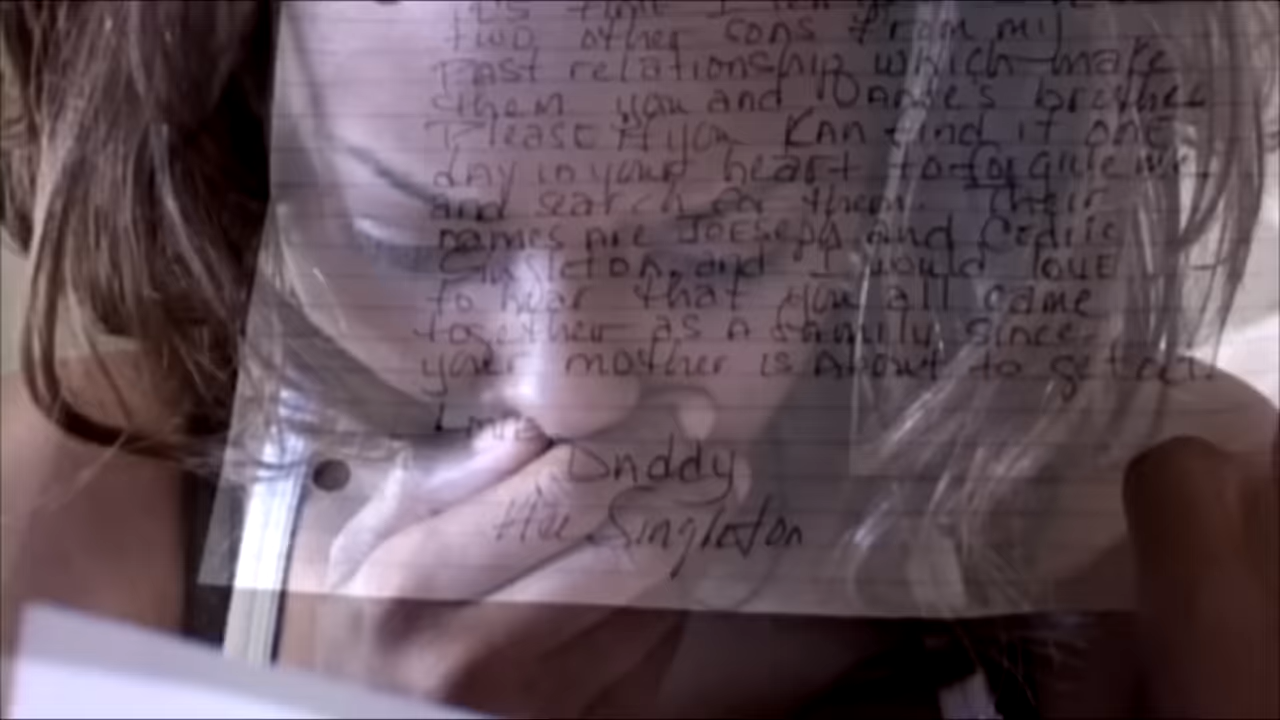 two other sons from my
Past relationship which make
them you and Dante's brother
Please if you Kan find it one
day in your heart to forgive me
and search for them. Their
names are Joeseph and Cedric
Singleton, and I would love
to hear that you all came
together as a family since
your mother is about to get
Love
Daddy
Singleton